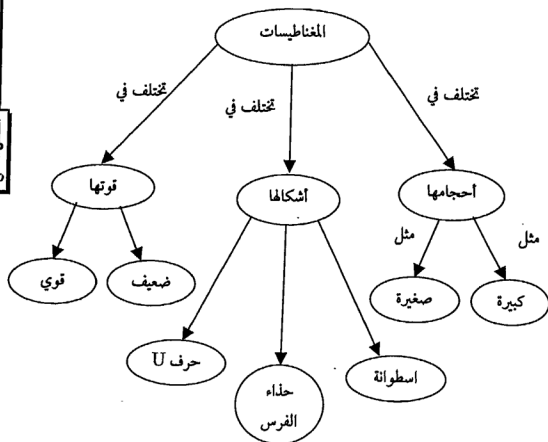 المغناطيسات
تختلف في
تختلف في
تختلف في
أحجامها
أشكالها
قوتها
مثل
مثل
كبيرة
صغيرة
ضعيف
قوي
اسطوانة
حذاء
الفرس
حرف U